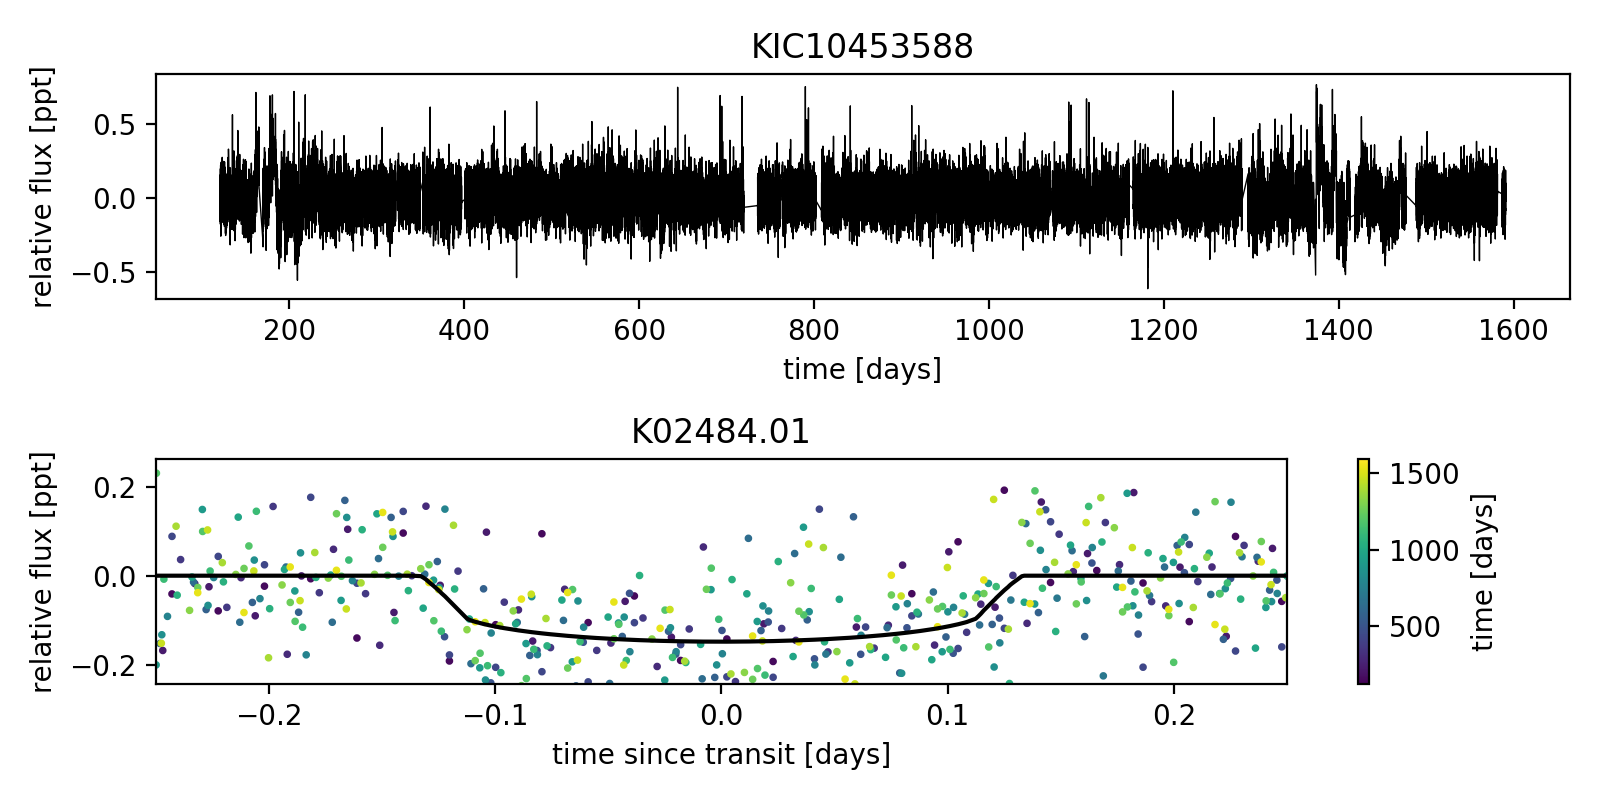 KIC10453588
relative flux [ppt]
0.5
0.0
−0.5
200 400 600 800 1000 1200 1400 1600
time [days]
K02484.01
relative flux [ppt]
0.2
0.0
−0.2
−0.2 −0.1 0.0 0.1 0.2
time since transit [days]
1500
1000
500
time [days]